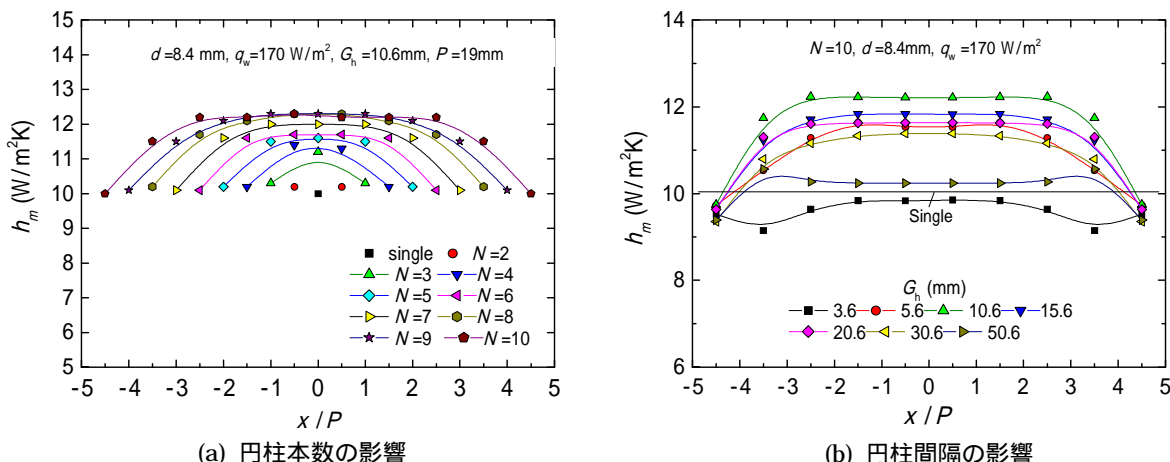 15
14
13
12
11
10
9
8
7
6
5
h_m (W/m²K)
d =8.4 mm, q_w=170 W/m², G_h =10.6mm, P =19mm
single N =2
N =3 N =4
N =5 N =6
N =7 N =8
N =9 N =10
-5 -4 -3 -2 -1 0 1 2 3 4 5
x / P
(a) 円柱本数の影響
14
12
10
8
6
h_m (W/m²K)
N =10, d =8.4mm, q_w =170 W/m²
Single
G_h (mm)
3.6 5.6 10.6 15.6
20.6 30.6 50.6
-5 -4 -3 -2 -1 0 1 2 3 4 5
x / P
(b) 円柱間隔の影響